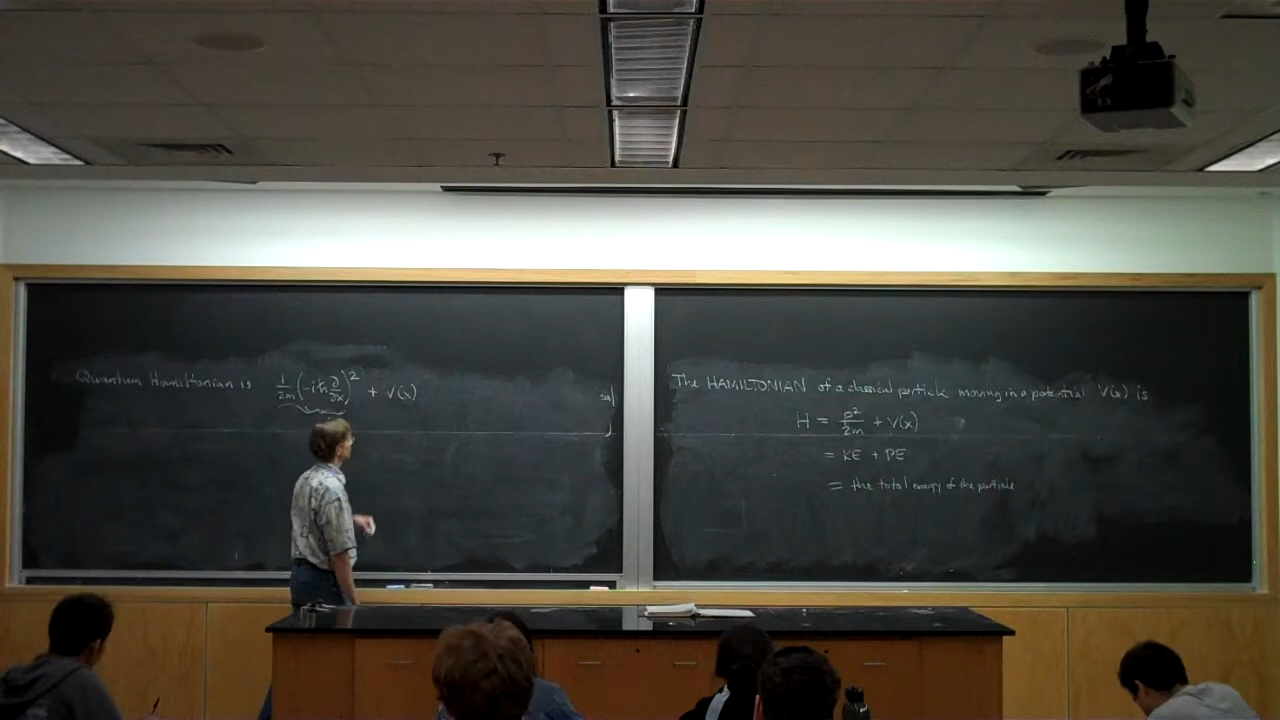 Quantum Hamiltonian is 1/2m (-iħ ∂/∂x)² + V(x)
The HAMILTONIAN of a classical particle moving in a potential V(x) is
H = p²/2m + V(x)
= KE + PE
= the total energy of the particle